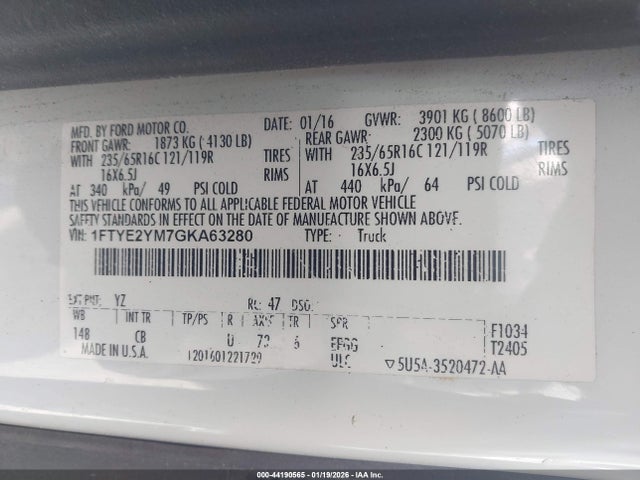 MFD. BY FORD MOTOR CO.
DATE: 01/16 GVWR: 3901 KG ( 8600 LB)
FRONT GAWR: 1873 KG ( 4130 LB)
REAR GAWR: 2300 KG ( 5070 LB)
WITH 235/65R16C 121/119R TIRES
WITH 235/65R16C 121/119R TIRES
16X6.5J RIMS
16X6.5J RIMS
AT 340 kPa/ 49 PSI COLD
AT 440 kPa/ 64 PSI COLD
THIS VEHICLE CONFORMS TO ALL APPLICABLE FEDERAL MOTOR VEHICLE
SAFETY STANDARDS IN EFFECT ON THE DATE OF MANUFACTURE SHOWN ABOVE.
VIN: 1FTYE2YM7GKA63280 TYPE: Truck
EXT PNT: YZ RC: 47 DSO:
WB INT TR TP/PS R AXLE TR SPR
148 CB 6
F1034
T2405
MADE IN U.S.A.
▽5U5A-3520472-AA
000-44190565 - 01/19/2026 - IAA Inc.